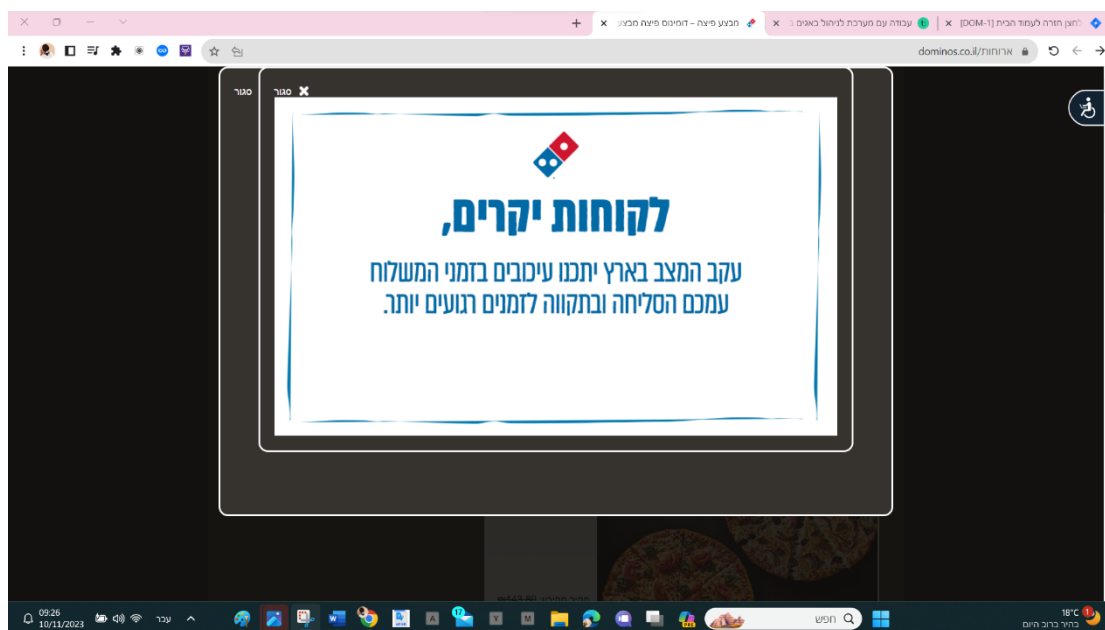 לחצן חזרה לעמוד הבית [DOM-1]
עבודה עם מערכת לניהול באגים
מבצע פיצה – דומינוס פיצה מבצע
dominos.co.il/ארוחות
סגור
סגור
לקוחות יקרים,
עקב המצב בארץ יתכנו עיכובים בזמני המשלוח
עמכם הסליחה ובתקווה לזמנים רגועים יותר.
18°C
בהיר ברוב היום
חפש
17
עבר
09:26
10/11/2023